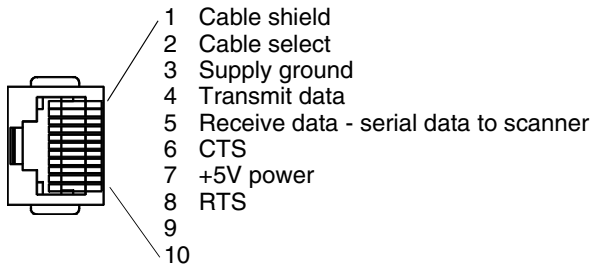 1 Cable shield
2 Cable select
3 Supply ground
4 Transmit data
5 Receive data - serial data to scanner
6 CTS
7 +5V power
8 RTS
9
10